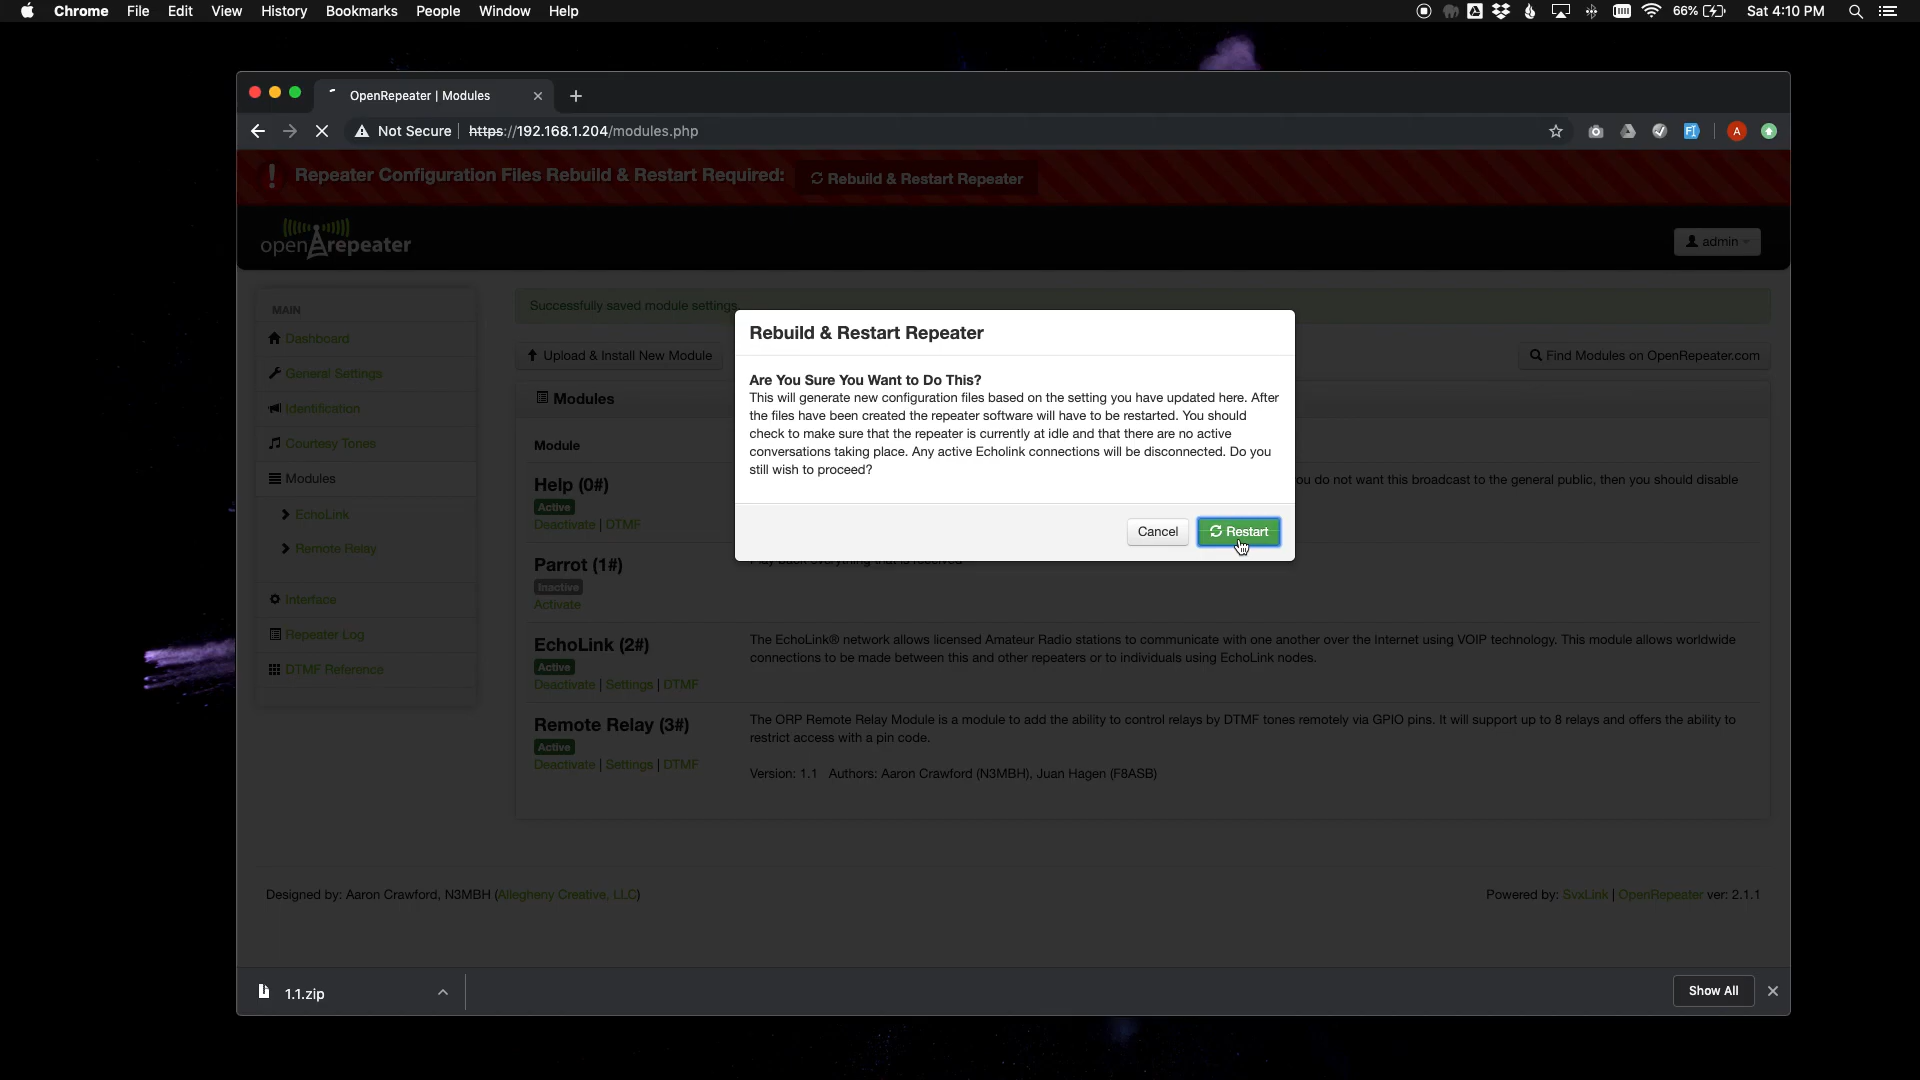 Chrome File Edit View History Bookmarks People Window Help
66% Sat 4:10 PM
OpenRepeater | Modules
Not Secure https://192.168.1.204/modules.php
A
Repeater Configuration Files Rebuild & Restart Required: Rebuild & Restart Repeater
openrepeater
admin
MAIN
Dashboard
General Settings
Identification
Courtesy Tones
Modules
EchoLink
Remote Relay
Interface
Repeater Log
DTMF Reference
Successfully saved module settings.
Upload & Install New Module
Find Modules on OpenRepeater.com
Modules
Module
Rebuild & Restart Repeater
Are You Sure You Want to Do This?
This will generate new configuration files based on the setting you have updated here. After
the files have been created the repeater software will have to be restarted. You should
check to make sure that the repeater is currently at idle and that there are no active
conversations taking place. Any active Echolink connections will be disconnected. Do you
still wish to proceed?
Cancel Restart
Help (0#)
Active
Deactivate | DTMF
ou do not want this broadcast to the general public, then you should disable
Parrot (1#)
Inactive
Activate
EchoLink (2#)
Active
Deactivate | Settings | DTMF
The EchoLink® network allows licensed Amateur Radio stations to communicate with one another over the Internet using VOIP technology. This module allows worldwide
connections to be made between this and other repeaters or to individuals using EchoLink nodes.
Remote Relay (3#)
Active
Deactivate | Settings | DTMF
The ORP Remote Relay Module is a module to add the ability to control relays by DTMF tones remotely via GPIO pins. It will support up to 8 relays and offers the ability to
restrict access with a pin code.
Version: 1.1 Authors: Aaron Crawford (N3MBH), Juan Hagen (F8ASB)
Designed by: Aaron Crawford, N3MBH (Allegheny Creative, LLC)
Powered by: SvxLink | OpenRepeater ver: 2.1.1
1.1.zip
Show All